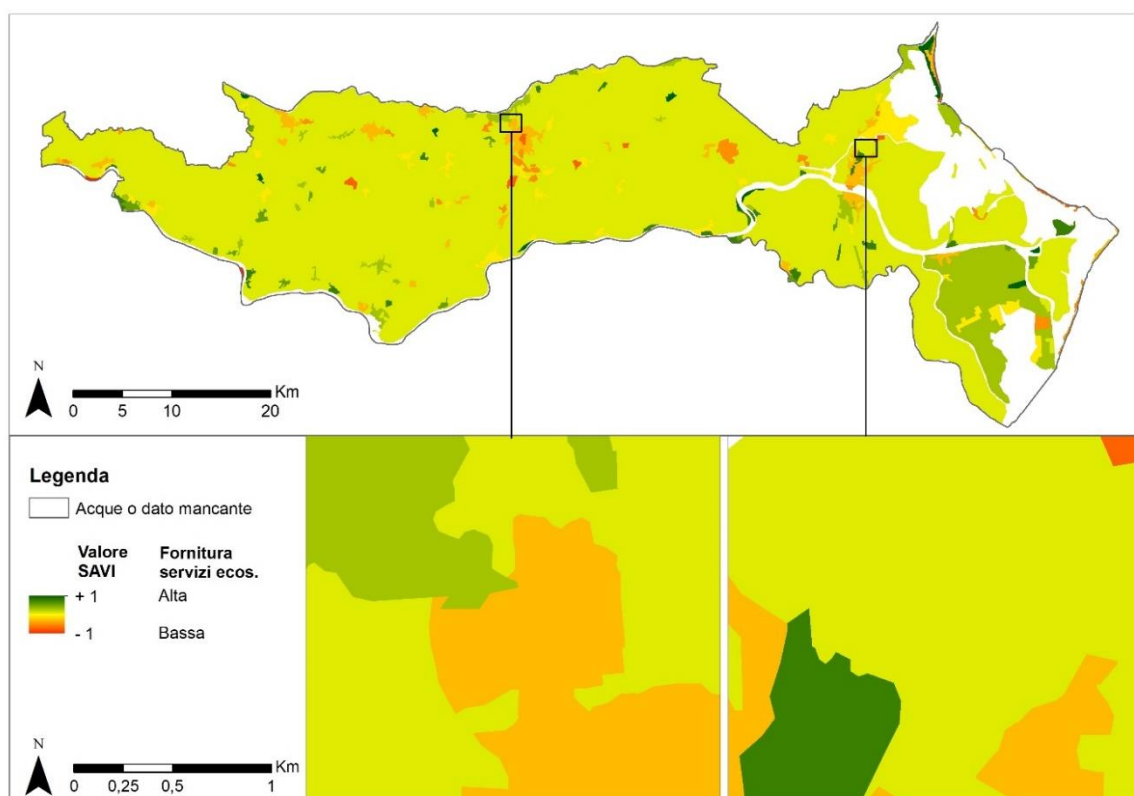 N
Km
0 5 10 20
Legenda
Acque o dato mancante
Valore Fornitura
SAVI servizi ecos.
+ 1 Alta
- 1 Bassa
N
Km
0 0,25 0,5 1